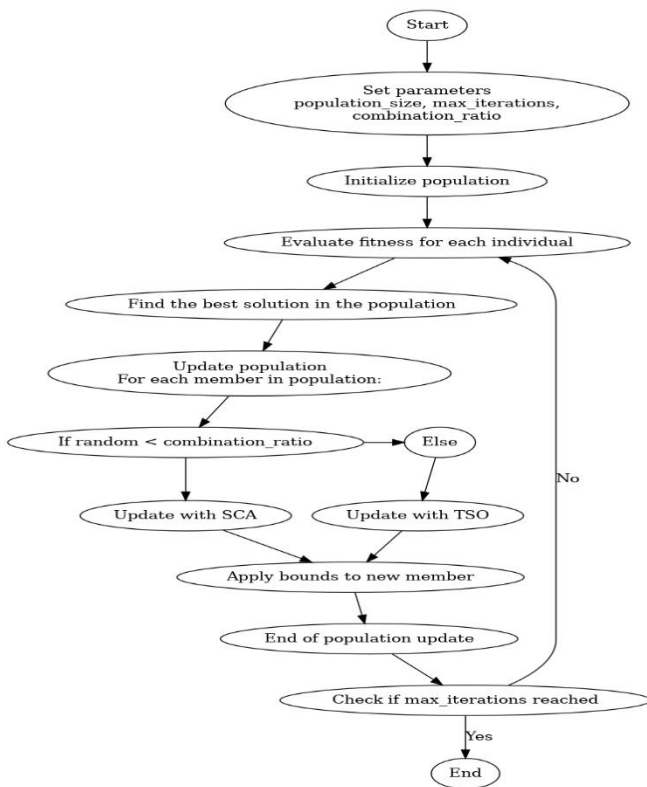 Start
Set parameters
population_size, max_iterations,
combination_ratio
Initialize population
Evaluate fitness for each individual
Find the best solution in the population
Update population
For each member in population:
If random < combination_ratio
Else
Update with SCA
Update with TSO
No
Apply bounds to new member
End of population update
Check if max_iterations reached
Yes
End